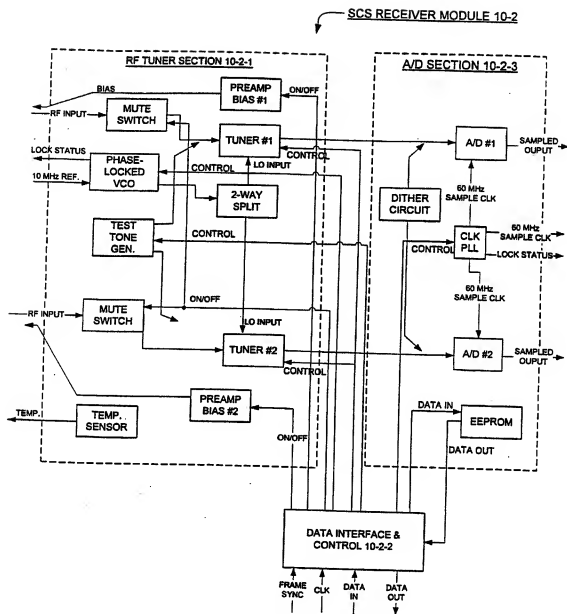 SCS RECEIVER MODULE 10-2
RF TUNER SECTION 10-2-1
A/D SECTION 10-2-3
BIAS
PREAMP
BIAS #1
ON/OFF
RF INPUT
MUTE
SWITCH
TUNER #1
CONTROL
A/D #1
SAMPLED
OUPUT
LOCK STATUS
PHASE-
LOCKED
VCO
CONTROL
LO INPUT
10 MHz REF.
2-WAY
SPLIT
DITHER
CIRCUIT
60 MHz
SAMPLE CLK
TEST
TONE
GEN.
CONTROL
CONTROL
CLK
PLL
60 MHz
SAMPLE CLK
LOCK STATUS
60 MHz
SAMPLE CLK
RF INPUT
MUTE
SWITCH
ON/OFF
LO INPUT
TUNER #2
CONTROL
A/D #2
SAMPLED
OUPUT
PREAMP
BIAS #2
ON/OFF
TEMP.
TEMP.
SENSOR
DATA IN
EEPROM
DATA OUT
DATA INTERFACE &
CONTROL 10-2-2
FRAME
SYNC
CLK
DATA
IN
DATA
OUT